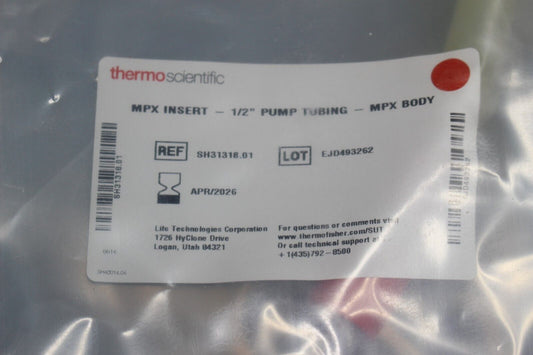 thermo scientific
MPX INSERT – 1/2" PUMP TUBING – MPX BODY
REF SH31318.01
LOT EJD493262
APR/2026
SH31318.01
Life Technologies Corporation
1726 HyClone Drive
Logan, Utah 84321
For questions or comments visit
www.thermofisher.com/SUT
Or call technical support at
+1(435)792-8500